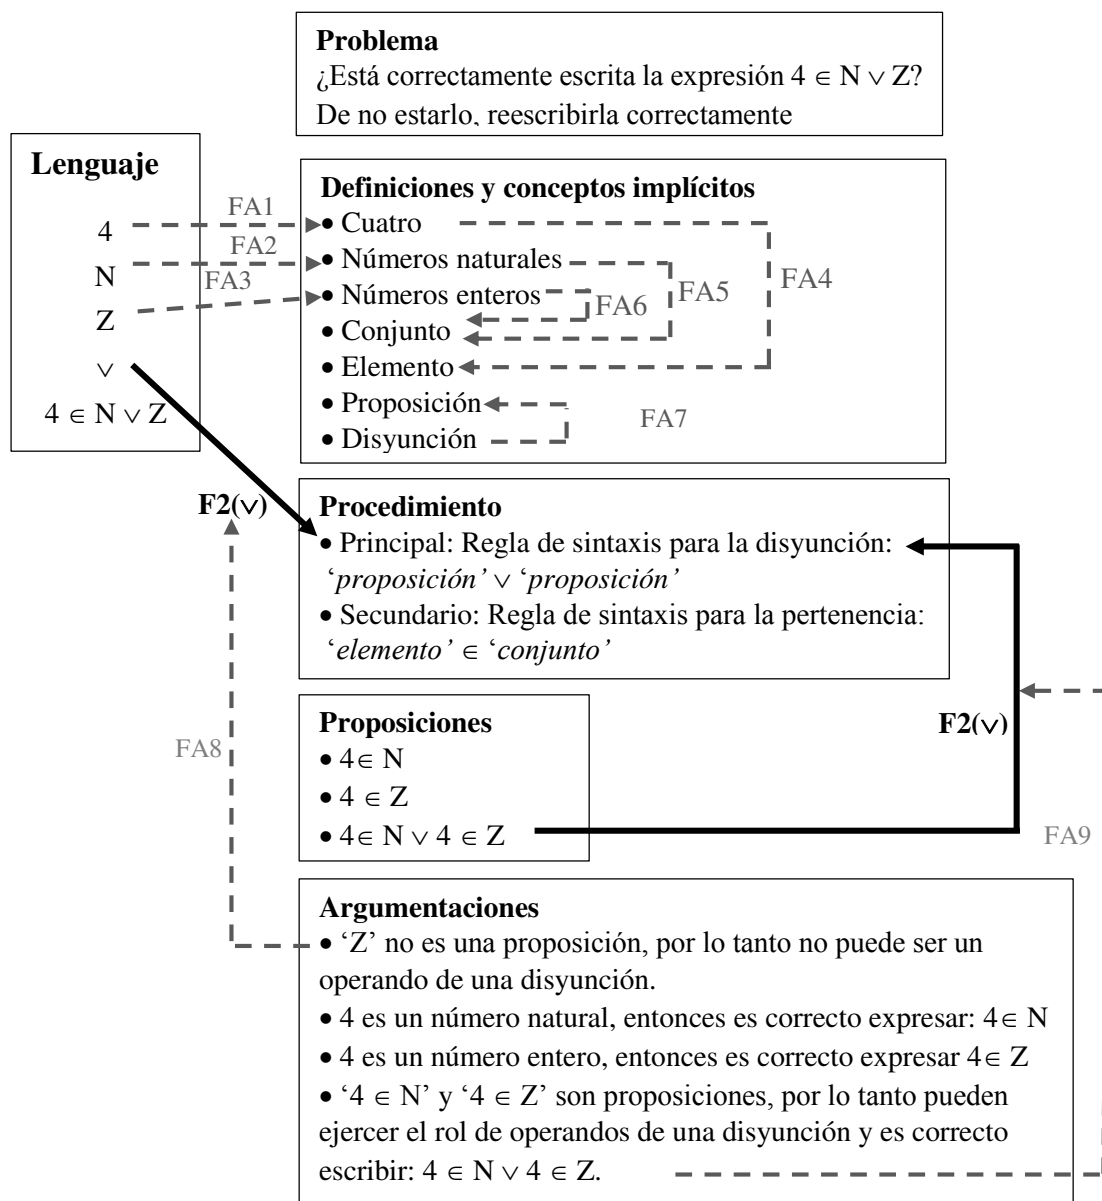 Problema
¿Está correctamente escrita la expresión 4 ∈ N ∨ Z?
De no estarlo, reescribirla correctamente
Lenguaje
4
N
Z
∨
4 ∈ N ∨ Z
FA1
FA2
FA3
Definiciones y conceptos implícitos
• Cuatro
• Números naturales
• Números enteros
• Conjunto
• Elemento
• Proposición
• Disyunción
FA6
FA5
FA4
FA7
F2(∨)
Procedimiento
• Principal: Regla de sintaxis para la disyunción:
‘proposición’ ∨ ‘proposición’
• Secundario: Regla de sintaxis para la pertenencia:
‘elemento’ ∈ ‘conjunto’
Proposiciones
• 4∈ N
• 4 ∈ Z
• 4∈ N ∨ 4 ∈ Z
F2(∨)
FA8
FA9
Argumentaciones
• ‘Z’ no es una proposición, por lo tanto no puede ser un
operando de una disyunción.
• 4 es un número natural, entonces es correcto expresar: 4∈ N
• 4 es un número entero, entonces es correcto expresar 4∈ Z
• ‘4 ∈ N’ y ‘4 ∈ Z’ son proposiciones, por lo tanto pueden
ejercer el rol de operandos de una disyunción y es correcto
escribir: 4 ∈ N ∨ 4 ∈ Z.